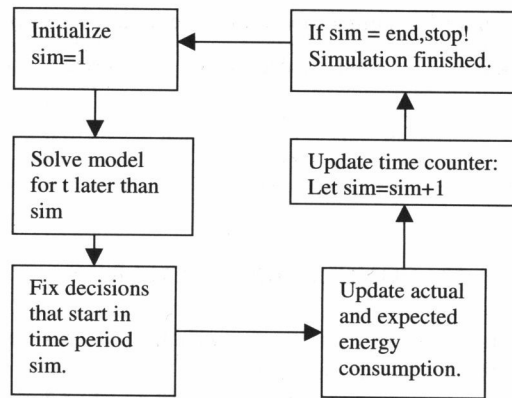 Initialize
sim=1
Solve model
for t later than
sim
Fix decisions
that start in
time period
sim.
Update actual
and expected
energy
consumption.
Update time counter:
Let sim=sim+1
If sim = end,stop!
Simulation finished.